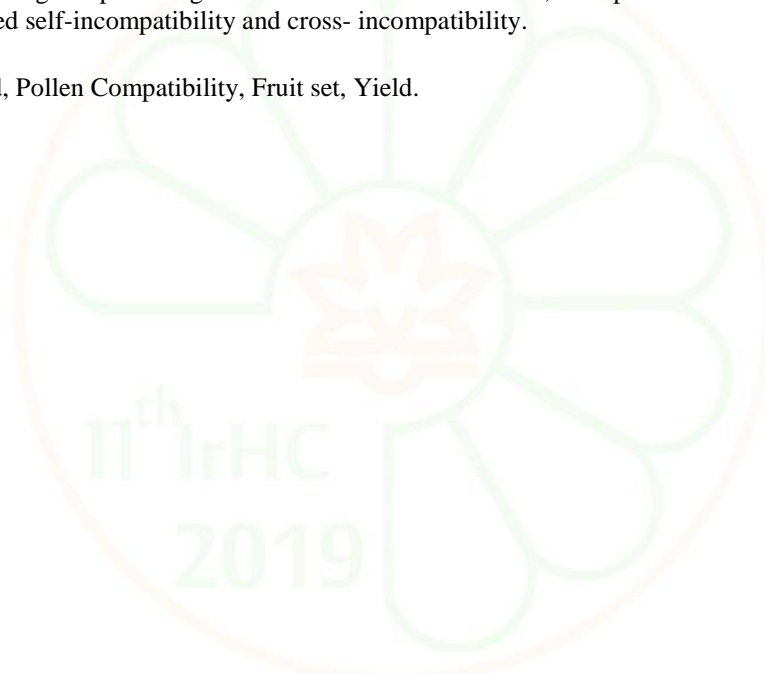 ed self-incompatibility and cross- incompatibility.
, Pollen Compatibility, Fruit set, Yield.
11th IrHC
2019